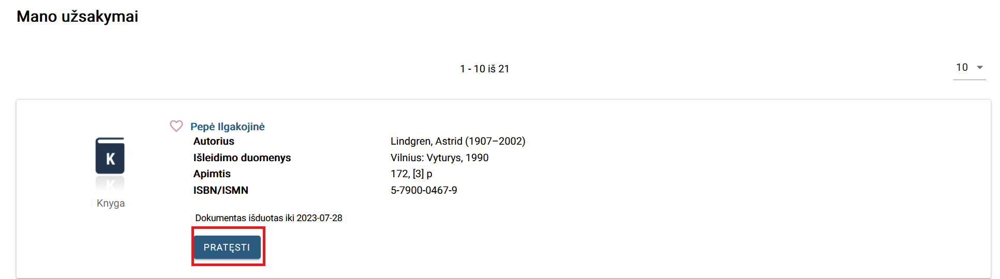 Mano užsakymai
1 - 10 iš 21
10
Pepė Ilgakojinė
Autorius Lindgren, Astrid (1907–2002)
Išleidimo duomenys Vilnius: Vyturys, 1990
Apimtis 172, [3] p
ISBN/ISMN 5-7900-0467-9
K
K
Knyga
Dokumentas išduotas iki 2023-07-28
PRATĘSTI